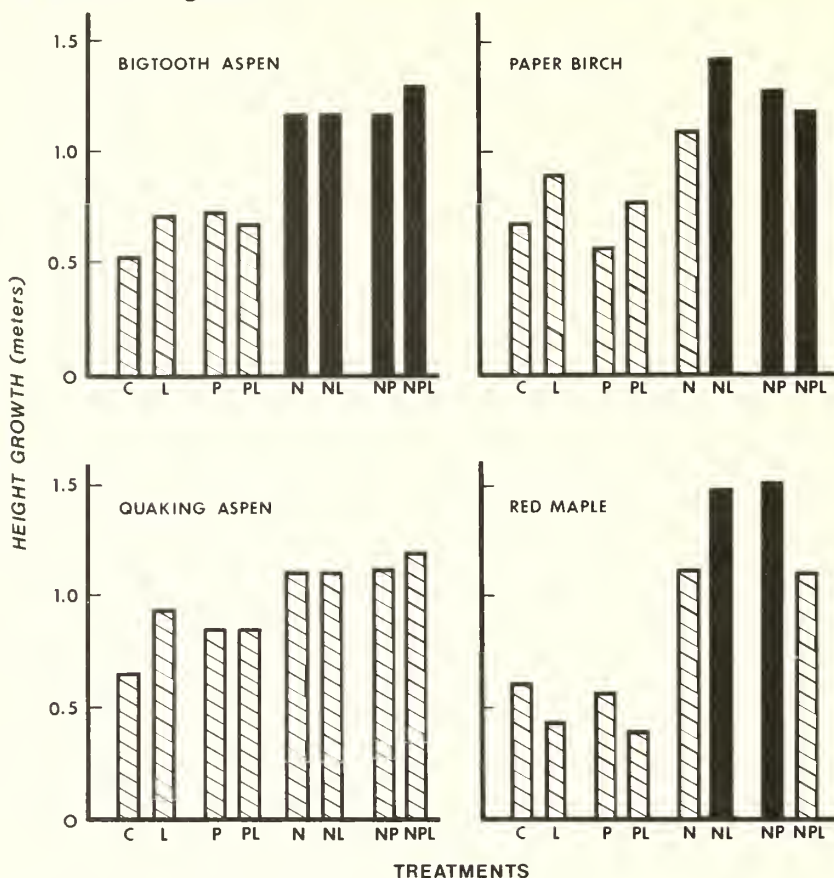 1.5
BIGTOOTH ASPEN
1.0
0.5
O
C L P PL N NL NP NPL
PAPER BIRCH
C L P PL N NL NP NPL
HEIGHT GROWTH (meters)
1.5
QUAKING ASPEN
1.0
0.5
O
C L P PL N NL NP NPL
RED MAPLE
C L P PL N NL NP NPL
TREATMENTS